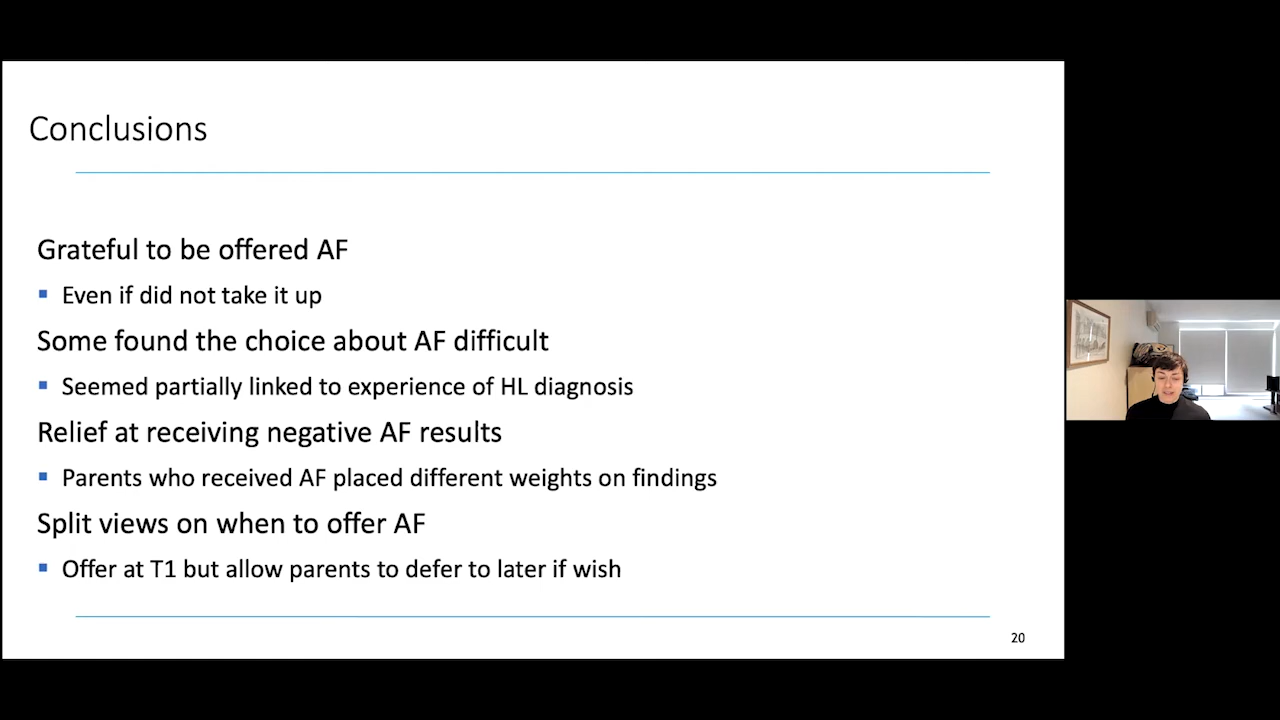 Conclusions
Grateful to be offered AF
Even if did not take it up
Some found the choice about AF difficult
Seemed partially linked to experience of HL diagnosis
Relief at receiving negative AF results
Parents who received AF placed different weights on findings
Split views on when to offer AF
Offer at T1 but allow parents to defer to later if wish
20